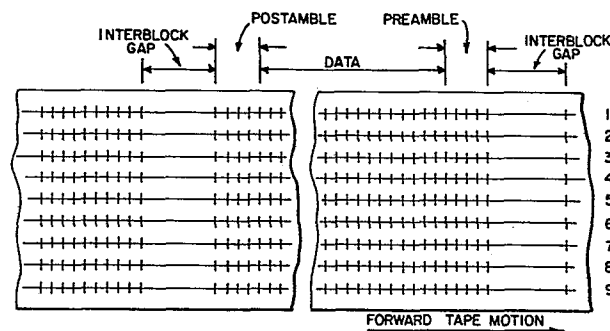 POSTAMBLE
PREAMBLE
INTERBLOCK
GAP
INTERBLOCK
GAP
DATA
1
2
3
4
5
6
7
8
9
FORWARD TAPE MOTION